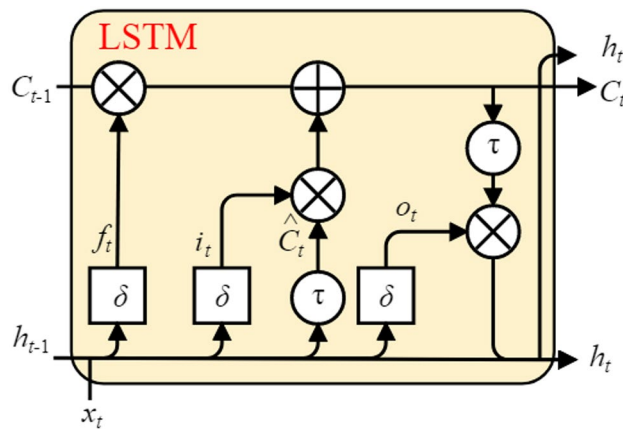 LSTM
h_t
C_{t-1}
C_t
τ
o_t
f_t
i_t
Ĉ_t
δ
δ
τ
δ
h_{t-1}
h_t
x_t